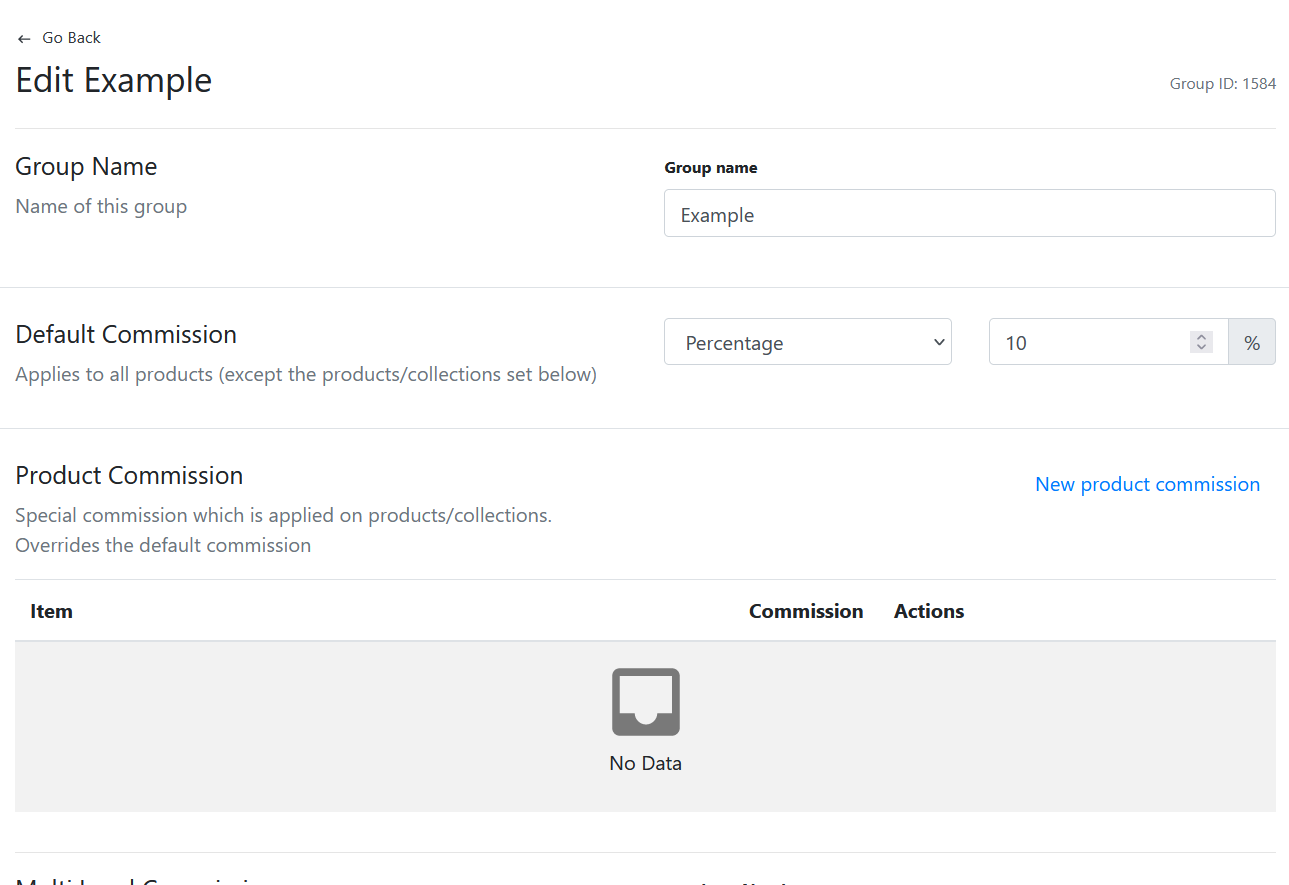 ← Go Back
Edit Example
Group ID: 1584
Group Name
Name of this group
Group name
Example
Default Commission
Applies to all products (except the products/collections set below)
Percentage
10
%
Product Commission
Special commission which is applied on products/collections.
Overrides the default commission
New product commission
Item Commission Actions
No Data